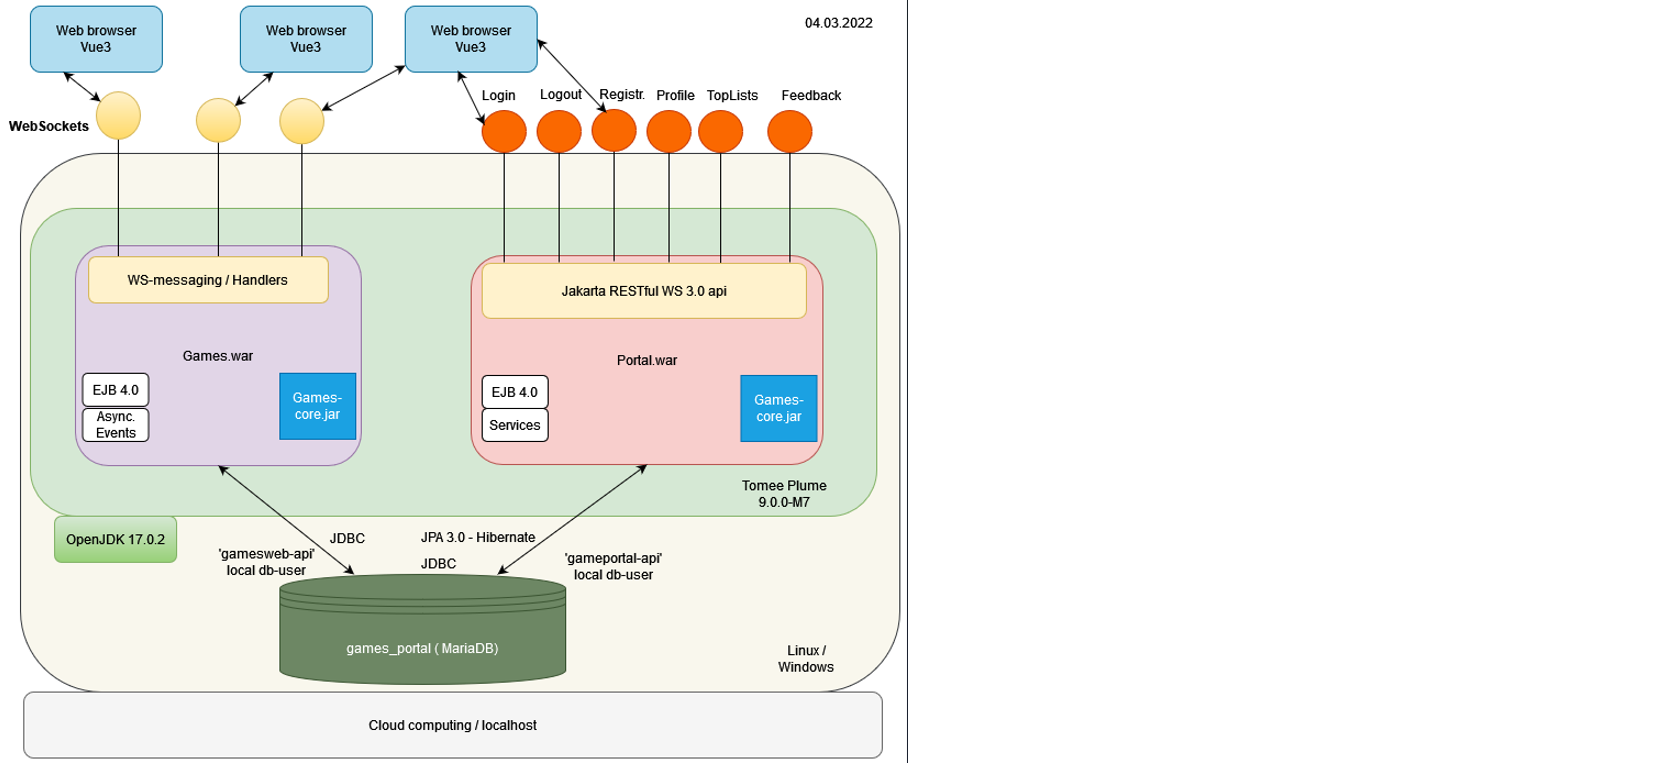 Web browser
Vue3
Web browser
Vue3
Web browser
Vue3
04.03.2022
WebSockets
Login
Logout
Registr.
Profile
TopLists
Feedback
WS-messaging / Handlers
Jakarta RESTful WS 3.0 api
Games.war
Portal.war
EJB 4.0
Async.
Events
Games-
core.jar
EJB 4.0
Services
Games-
core.jar
Tomee Plume
9.0.0-M7
OpenJDK 17.0.2
'gamesweb-api'
local db-user
JDBC
JPA 3.0 - Hibernate
JDBC
'gameportal-api'
local db-user
games_portal ( MariaDB)
Linux /
Windows
Cloud computing / localhost